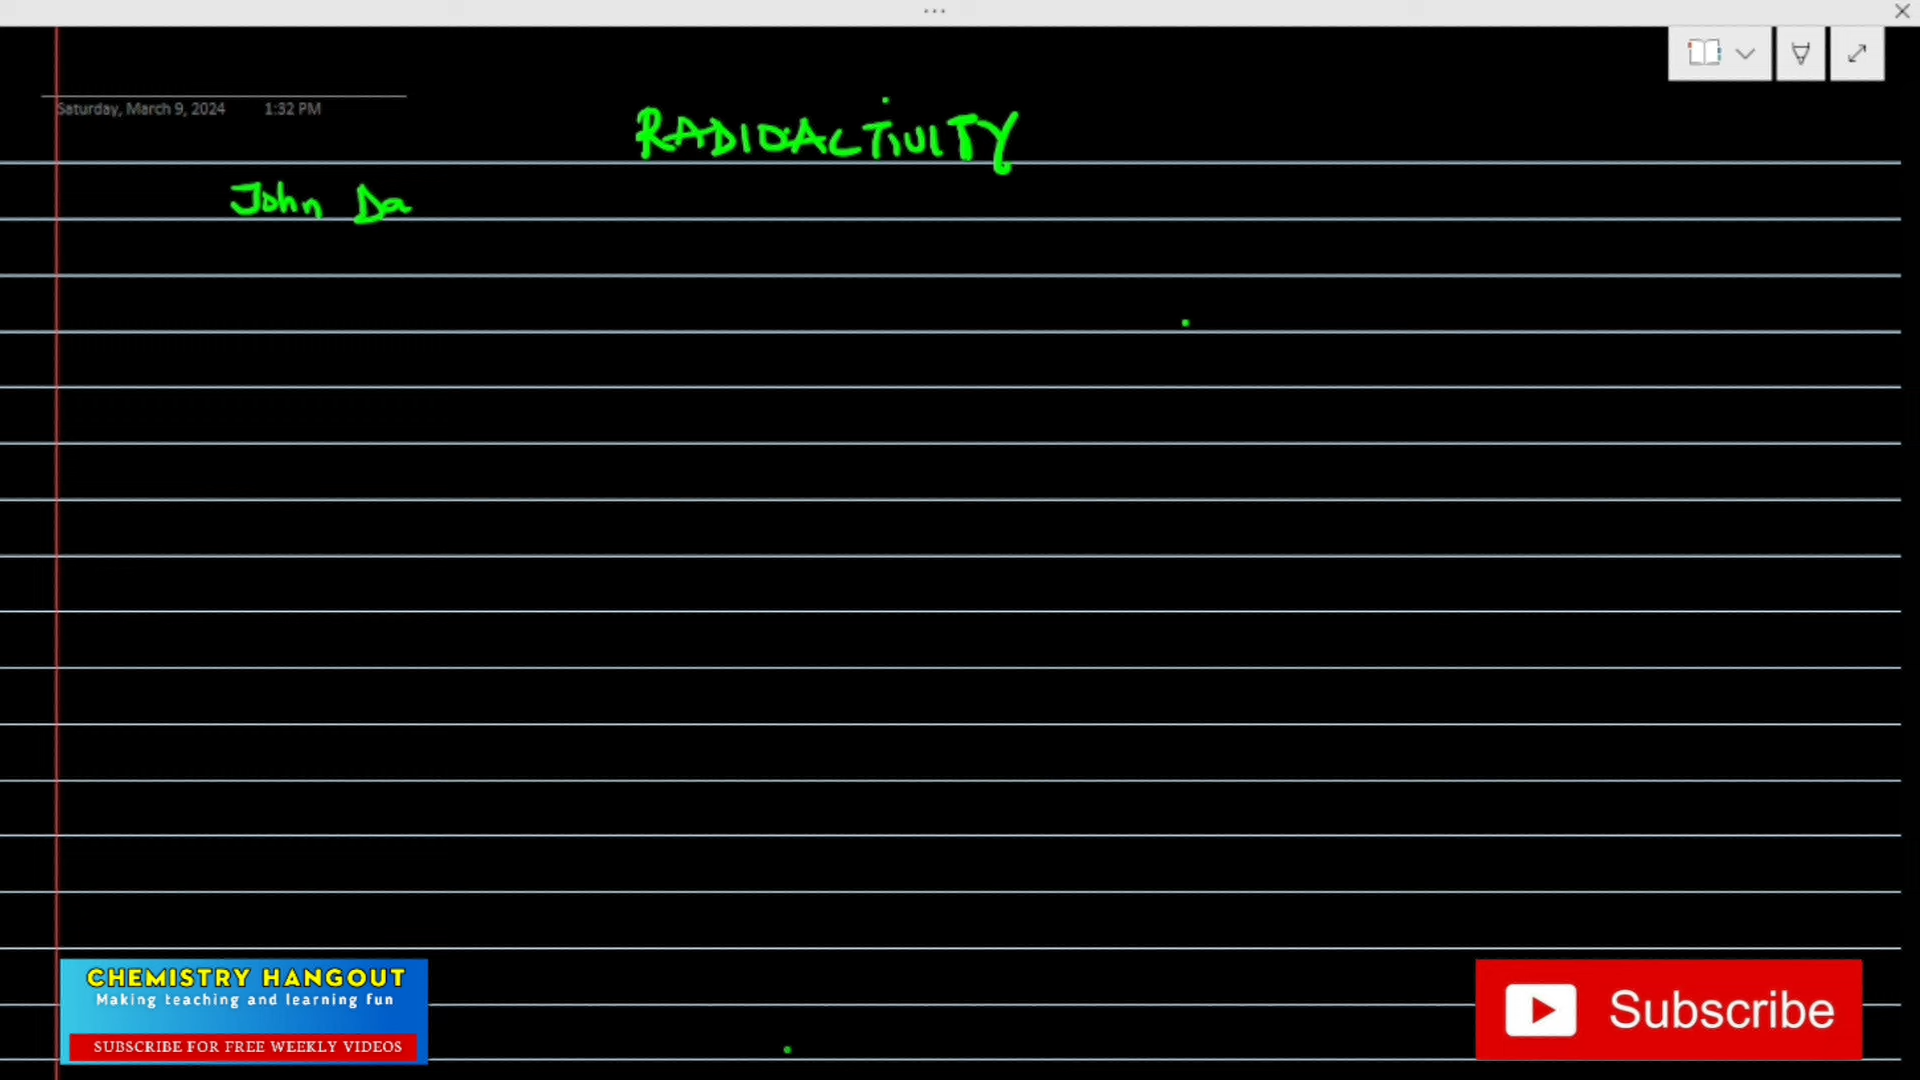 Saturday, March 9, 2024 1:32 PM
RADIOACTIVITY
John Da
CHEMISTRY HANGOUT
Making teaching and learning fun
SUBSCRIBE FOR FREE WEEKLY VIDEOS
Subscribe